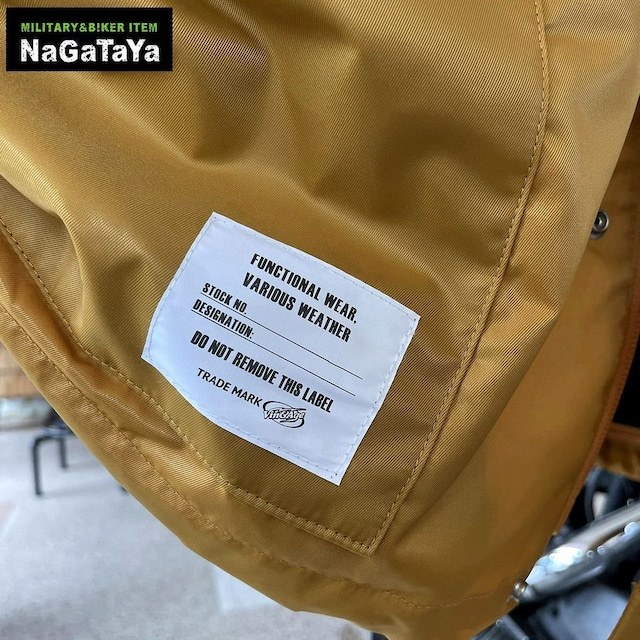 MILITARY&BIKER ITEM
NaGaTaYa
FUNCTIONAL WEAR,
VARIOUS WEATHER
STOCK NO.
DESIGNATION:
DO NOT REMOVE THIS LABEL
TRADE MARK